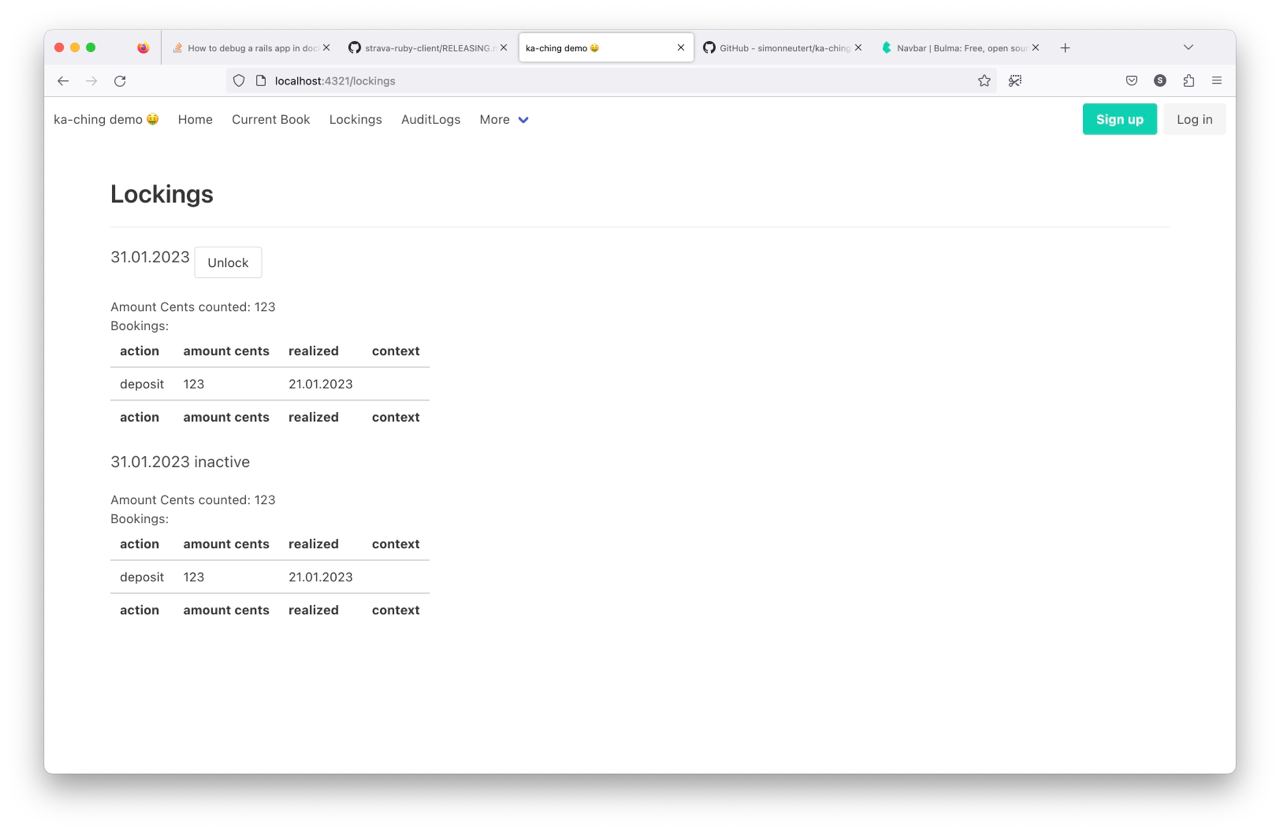 How to debug a rails app in doc
strava-ruby-client/RELEASING.
ka-ching demo 🤑
GitHub - simonneutert/ka-ching
Navbar | Bulma: Free, open sour
localhost:4321/lockings
S
ka-ching demo 🤑 Home Current Book Lockings AuditLogs More Sign up Log in
Lockings
31.01.2023 Unlock
Amount Cents counted: 123
Bookings:
action amount cents realized context
deposit 123 21.01.2023
action amount cents realized context
31.01.2023 inactive
Amount Cents counted: 123
Bookings:
action amount cents realized context
deposit 123 21.01.2023
action amount cents realized context